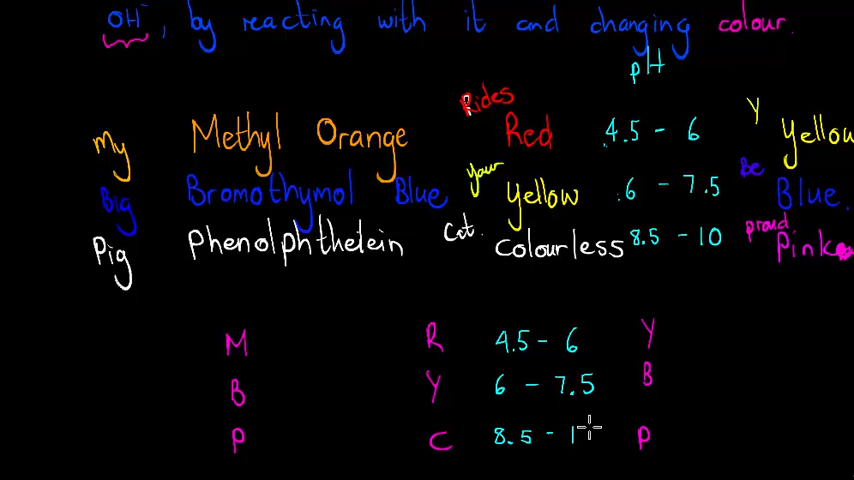 OH⁻, by reacting with it and changing colour.
pH
My Methyl Orange Rides Red 4.5 - 6 Y Yellow
Big Bromothymol Blue your Yellow 6 - 7.5 Be Blue.
Pig Phenolphthelein Cat. Colourless 8.5 - 10 proud Pink
M R 4.5 - 6 Y
B Y 6 - 7.5 B
P C 8.5 - 1 P